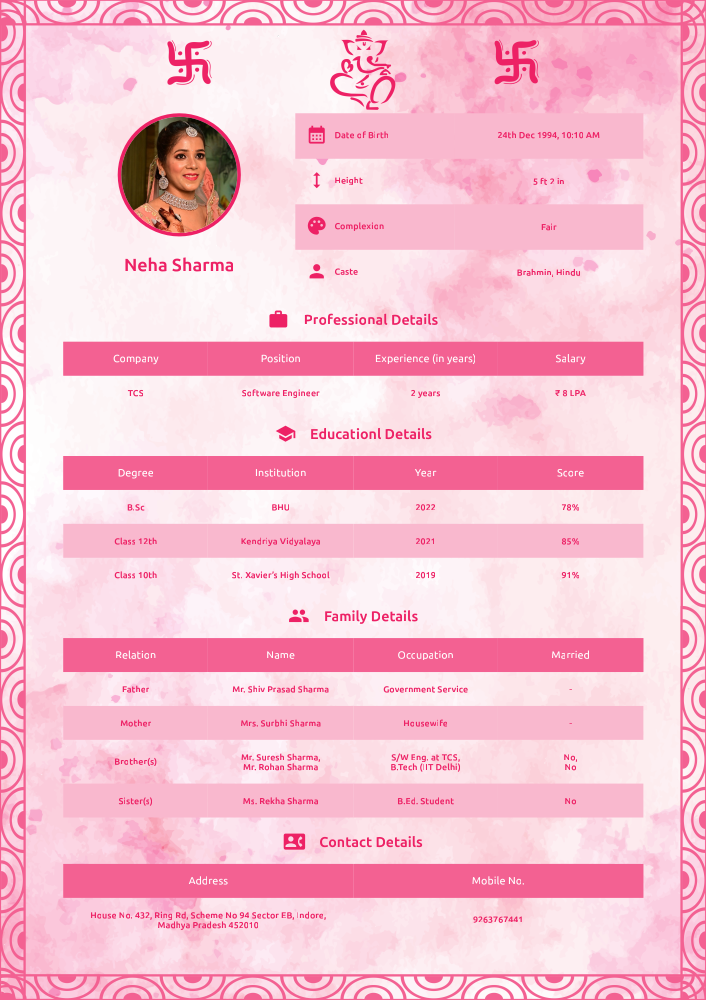 Date of Birth 24th Dec 1994, 10:10 AM
Height 5 ft 2 in
Complexion Fair
Caste Brahmin, Hindu
Neha Sharma
Professional Details
Company Position Experience (in years) Salary
TCS Software Engineer 2 years ₹ 8 LPA
Educationl Details
Degree Institution Year Score
B.Sc BHU 2022 78%
Class 12th Kendriya Vidyalaya 2021 85%
Class 10th St. Xavier's High School 2019 91%
Family Details
Relation Name Occupation Married
Father Mr. Shiv Prasad Sharma Government Service -
Mother Mrs. Surbhi Sharma Housewife -
Brother(s) Mr. Suresh Sharma, S/W Eng. at TCS, No,
Mr. Rohan Sharma B.Tech (IIT Delhi) No
Sister(s) Ms. Rekha Sharma B.Ed. Student No
Contact Details
Address Mobile No.
House No. 432, Ring Rd, Scheme No 94 Sector EB, Indore,
Madhya Pradesh 452010
9263767441